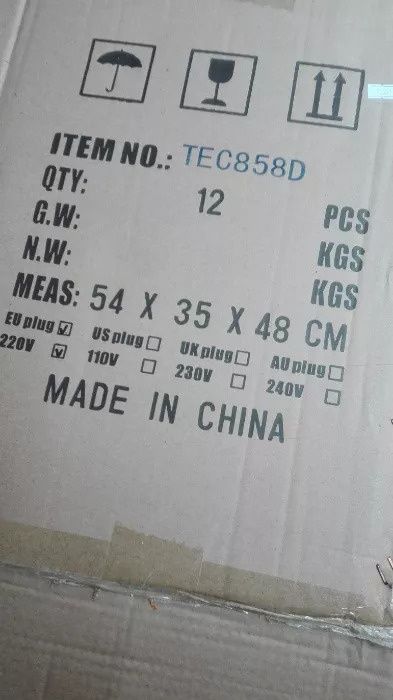 ITEM NO.: TEC858D
QTY: 12 PCS
G.W: KGS
N.W: KGS
MEAS: 54 X 35 X 48 CM
EU plug US plug UK plug AU plug
220V 110V 230V 240V
MADE IN CHINA